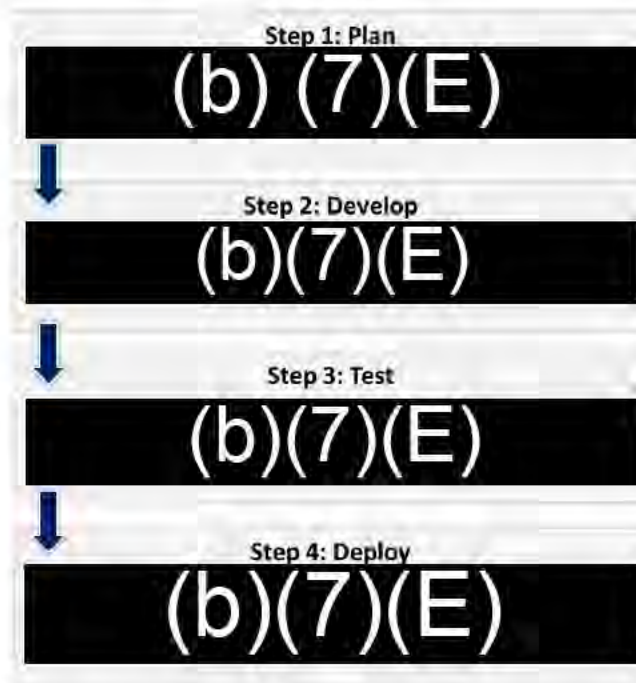 Step 1: Plan
(b) (7)(E)
Step 2: Develop
(b)(7)(E)
Step 3: Test
(b)(7)(E)
Step 4: Deploy
(b)(7)(E)